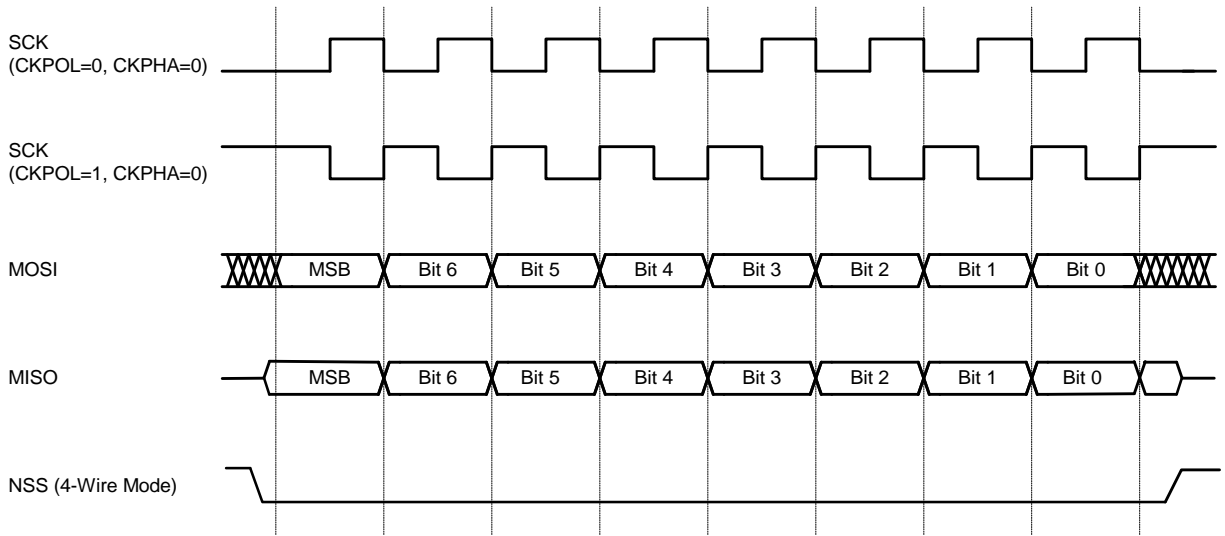 SCK
(CKPOL=0, CKPHA=0)
SCK
(CKPOL=1, CKPHA=0)
MOSI MSB Bit 6 Bit 5 Bit 4 Bit 3 Bit 2 Bit 1 Bit 0
MISO MSB Bit 6 Bit 5 Bit 4 Bit 3 Bit 2 Bit 1 Bit 0
NSS (4-Wire Mode)